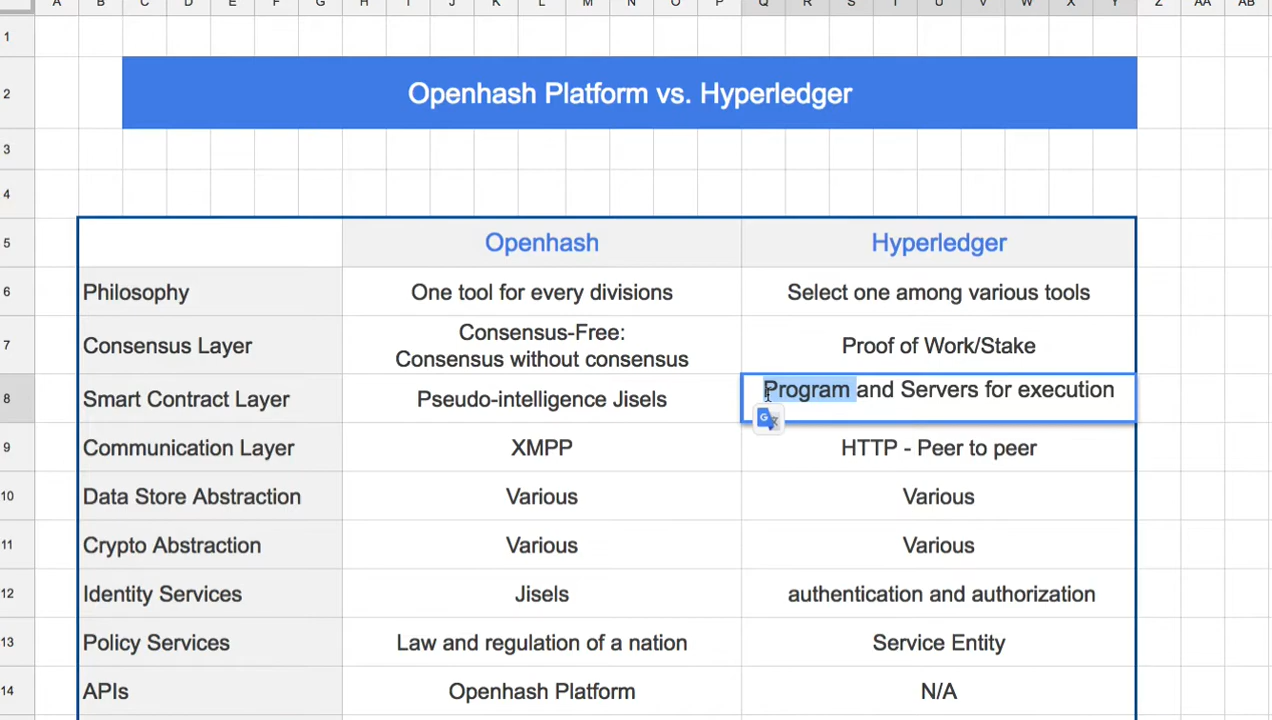 A B C D E F G H I J K L M N O P Q R S T U V W X Y Z AA AB
1
2 Openhash Platform vs. Hyperledger
3
4
5 Openhash Hyperledger
6 Philosophy One tool for every divisions Select one among various tools
Consensus-Free:
7 Consensus Layer Consensus without consensus Proof of Work/Stake
8 Smart Contract Layer Pseudo-intelligence Jisels Program and Servers for execution
9 Communication Layer XMPP HTTP - Peer to peer
10 Data Store Abstraction Various Various
11 Crypto Abstraction Various Various
12 Identity Services Jisels authentication and authorization
13 Policy Services Law and regulation of a nation Service Entity
14 APIs Openhash Platform N/A